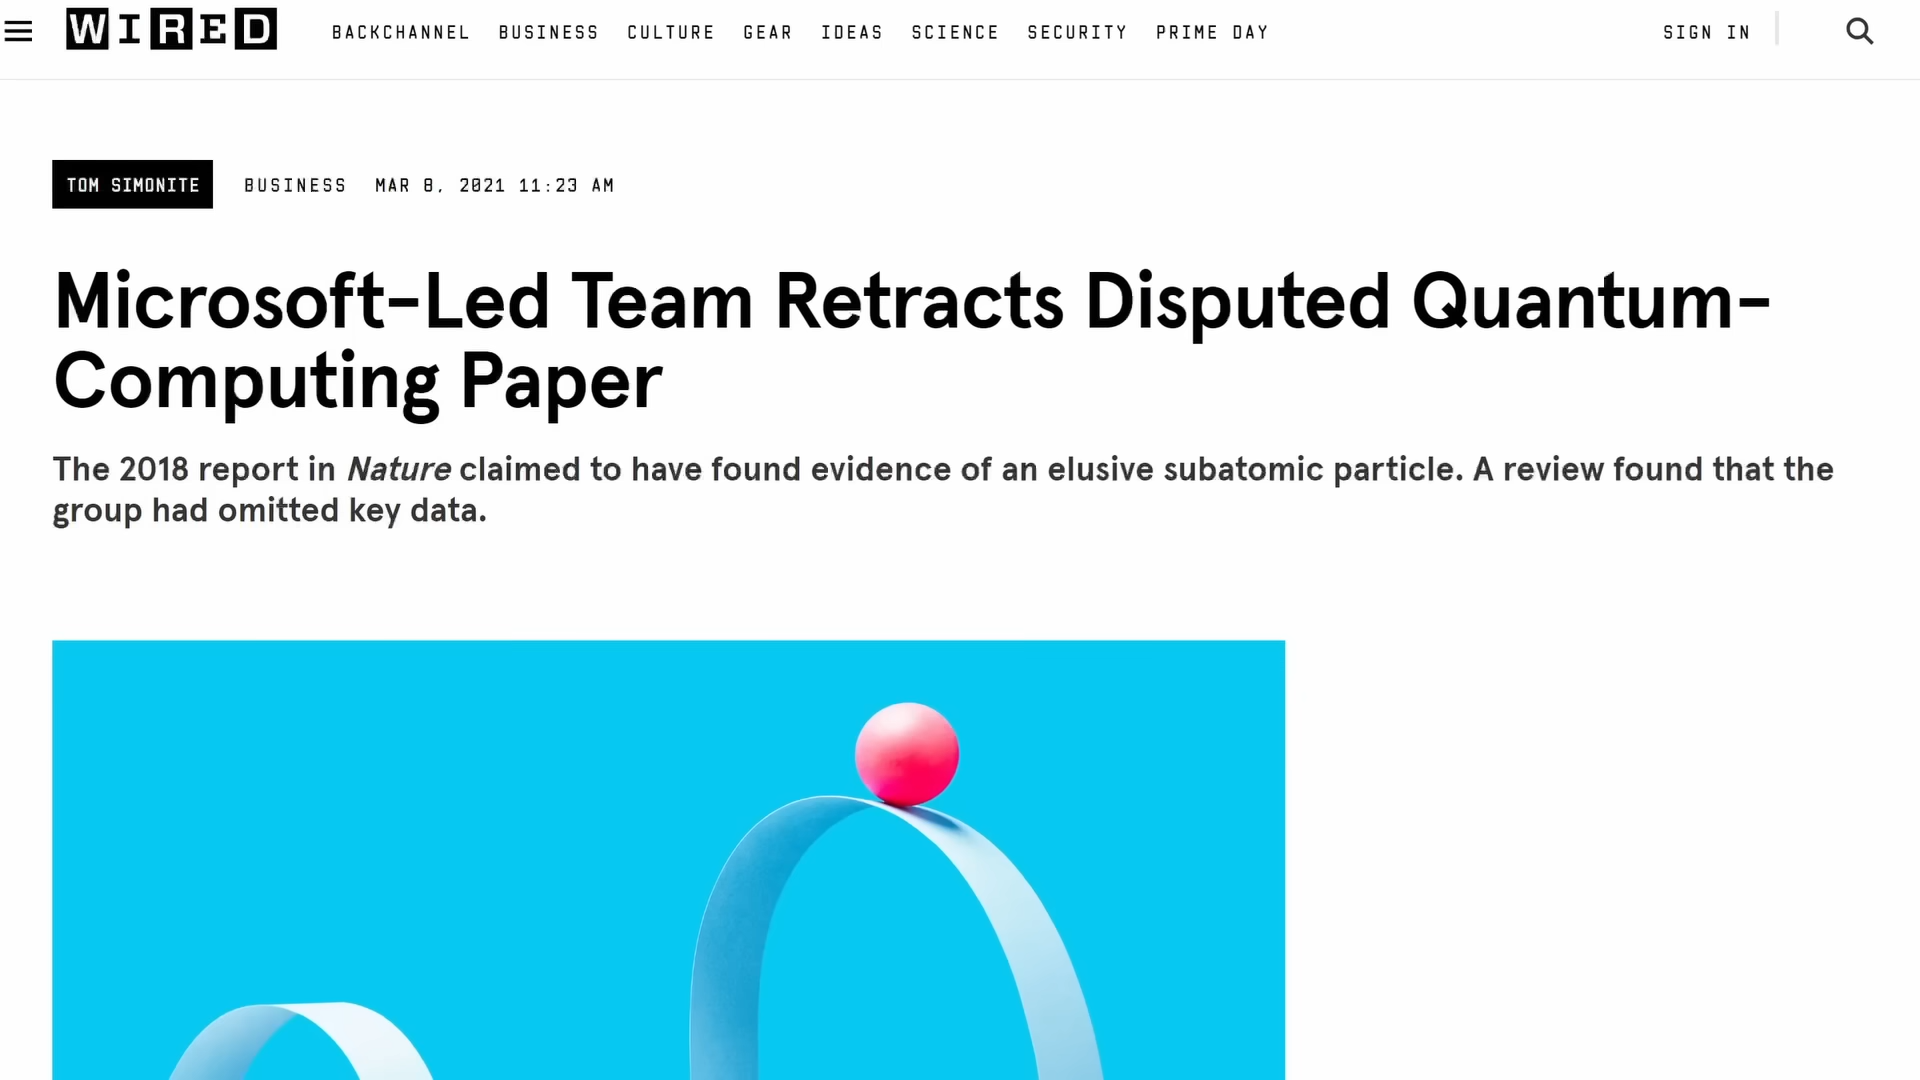 WIRED BACKCHANNEL BUSINESS CULTURE GEAR IDEAS SCIENCE SECURITY PRIME DAY SIGN IN
TOM SIMONITE BUSINESS MAR 8, 2021 11:23 AM
Microsoft-Led Team Retracts Disputed Quantum-
Computing Paper
The 2018 report in Nature claimed to have found evidence of an elusive subatomic particle. A review found that the
group had omitted key data.